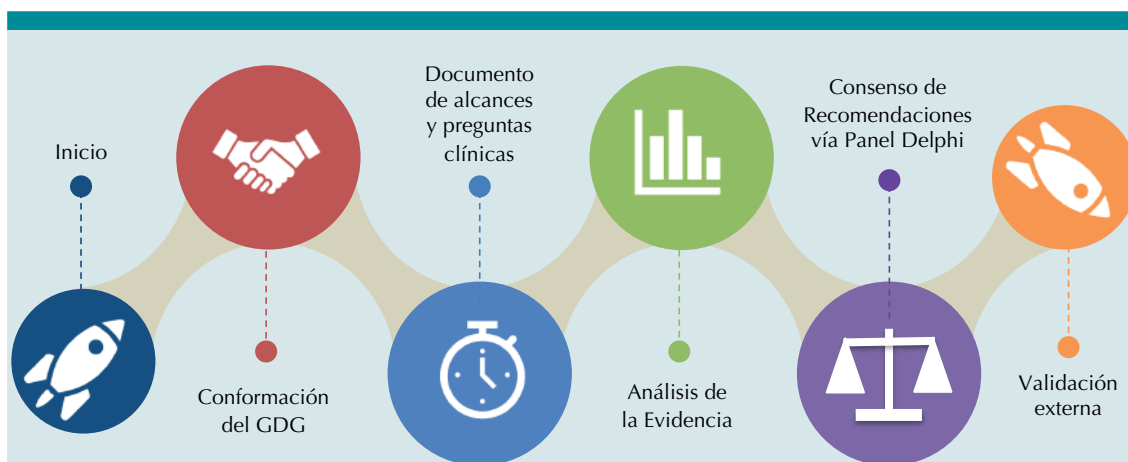 Inicio
Conformación
del GDG
Documento
de alcances
y preguntas
clínicas
Análisis de
la Evidencia
Consenso de
Recomendaciones
vía Panel Delphi
Validación
externa